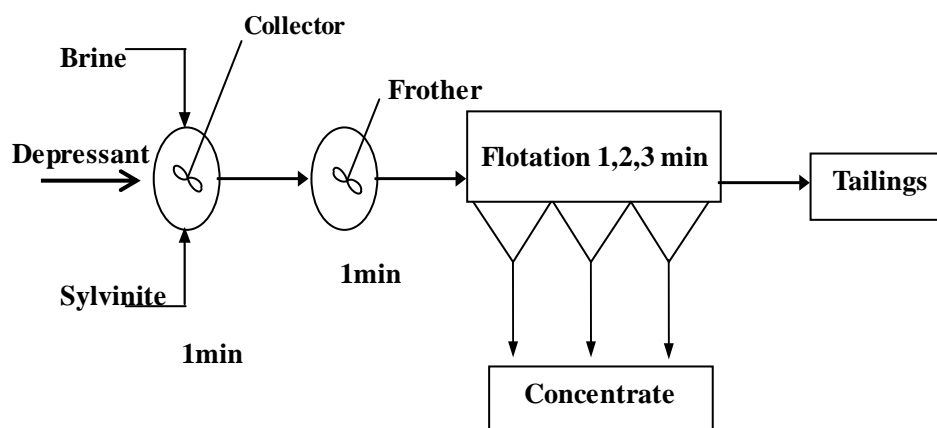 Collector
Brine
Frother
Depressant
Flotation 1,2,3 min
Tailings
Sylvinite
1min
1min
Concentrate